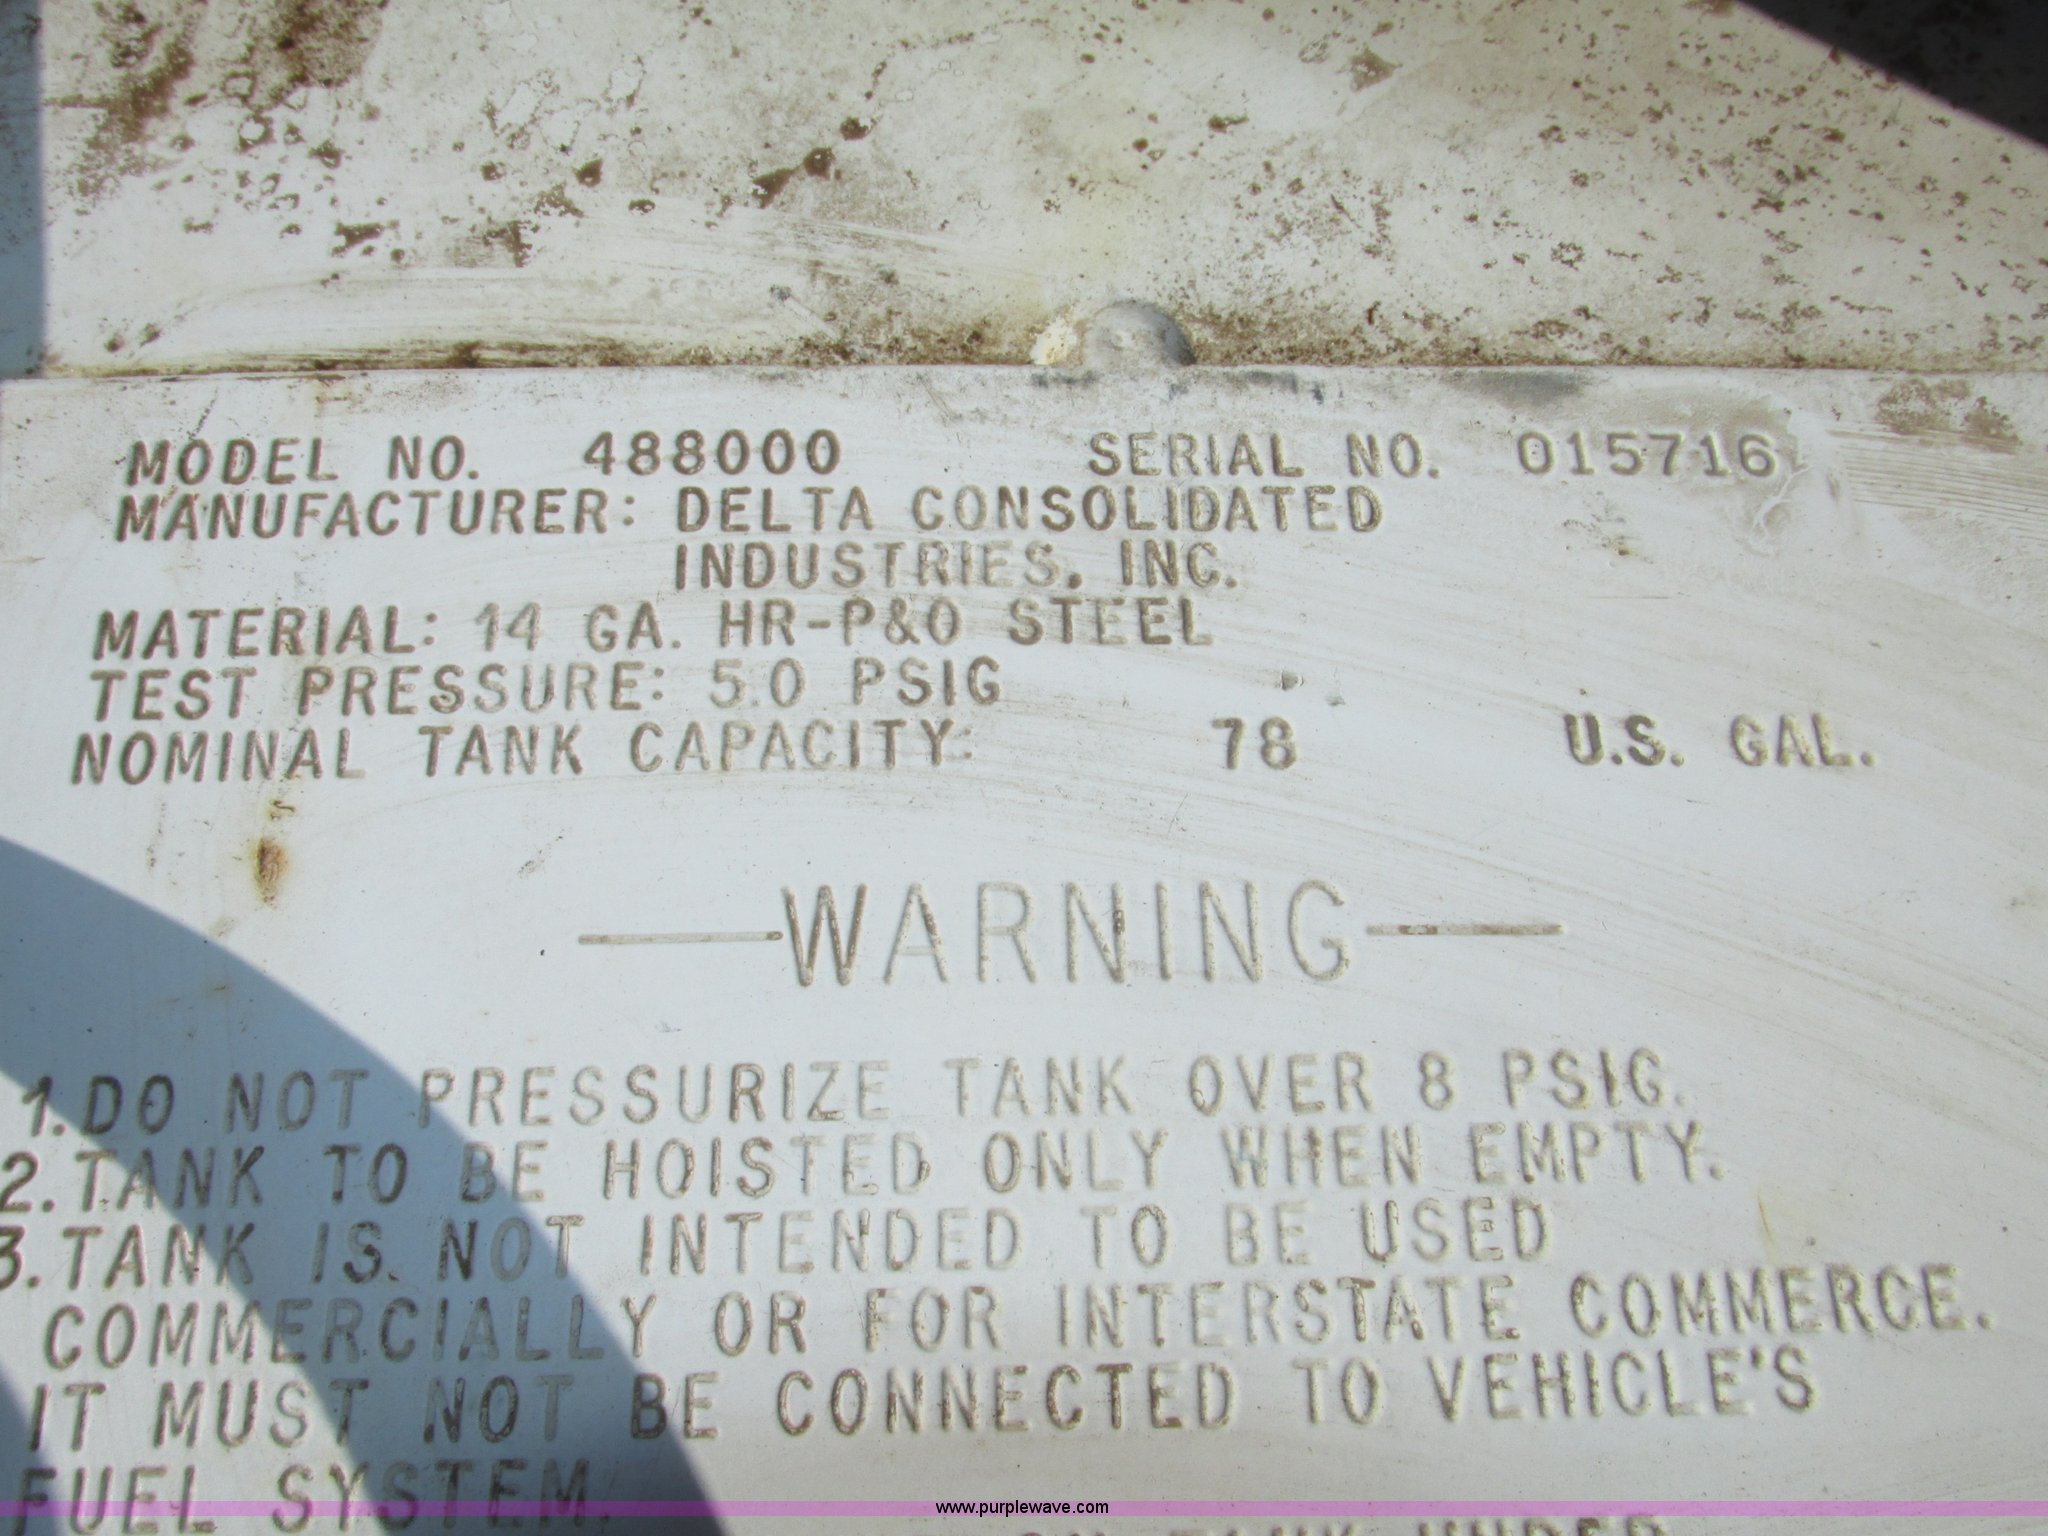 MODEL NO. 488000 SERIAL NO. 015716
MANUFACTURER: DELTA CONSOLIDATED
INDUSTRIES, INC.
MATERIAL: 14 GA. HR-P&O STEEL
TEST PRESSURE: 5.0 PSIG
NOMINAL TANK CAPACITY: 78 U.S. GAL.
—WARNING—
1. DO NOT PRESSURIZE TANK OVER 8 PSIG.
2. TANK TO BE HOISTED ONLY WHEN EMPTY.
3. TANK IS NOT INTENDED TO BE USED
COMMERCIALLY OR FOR INTERSTATE COMMERCE.
IT MUST NOT BE CONNECTED TO VEHICLE'S
FUEL SYSTEM.
www.purplewave.com
TANK UNDER